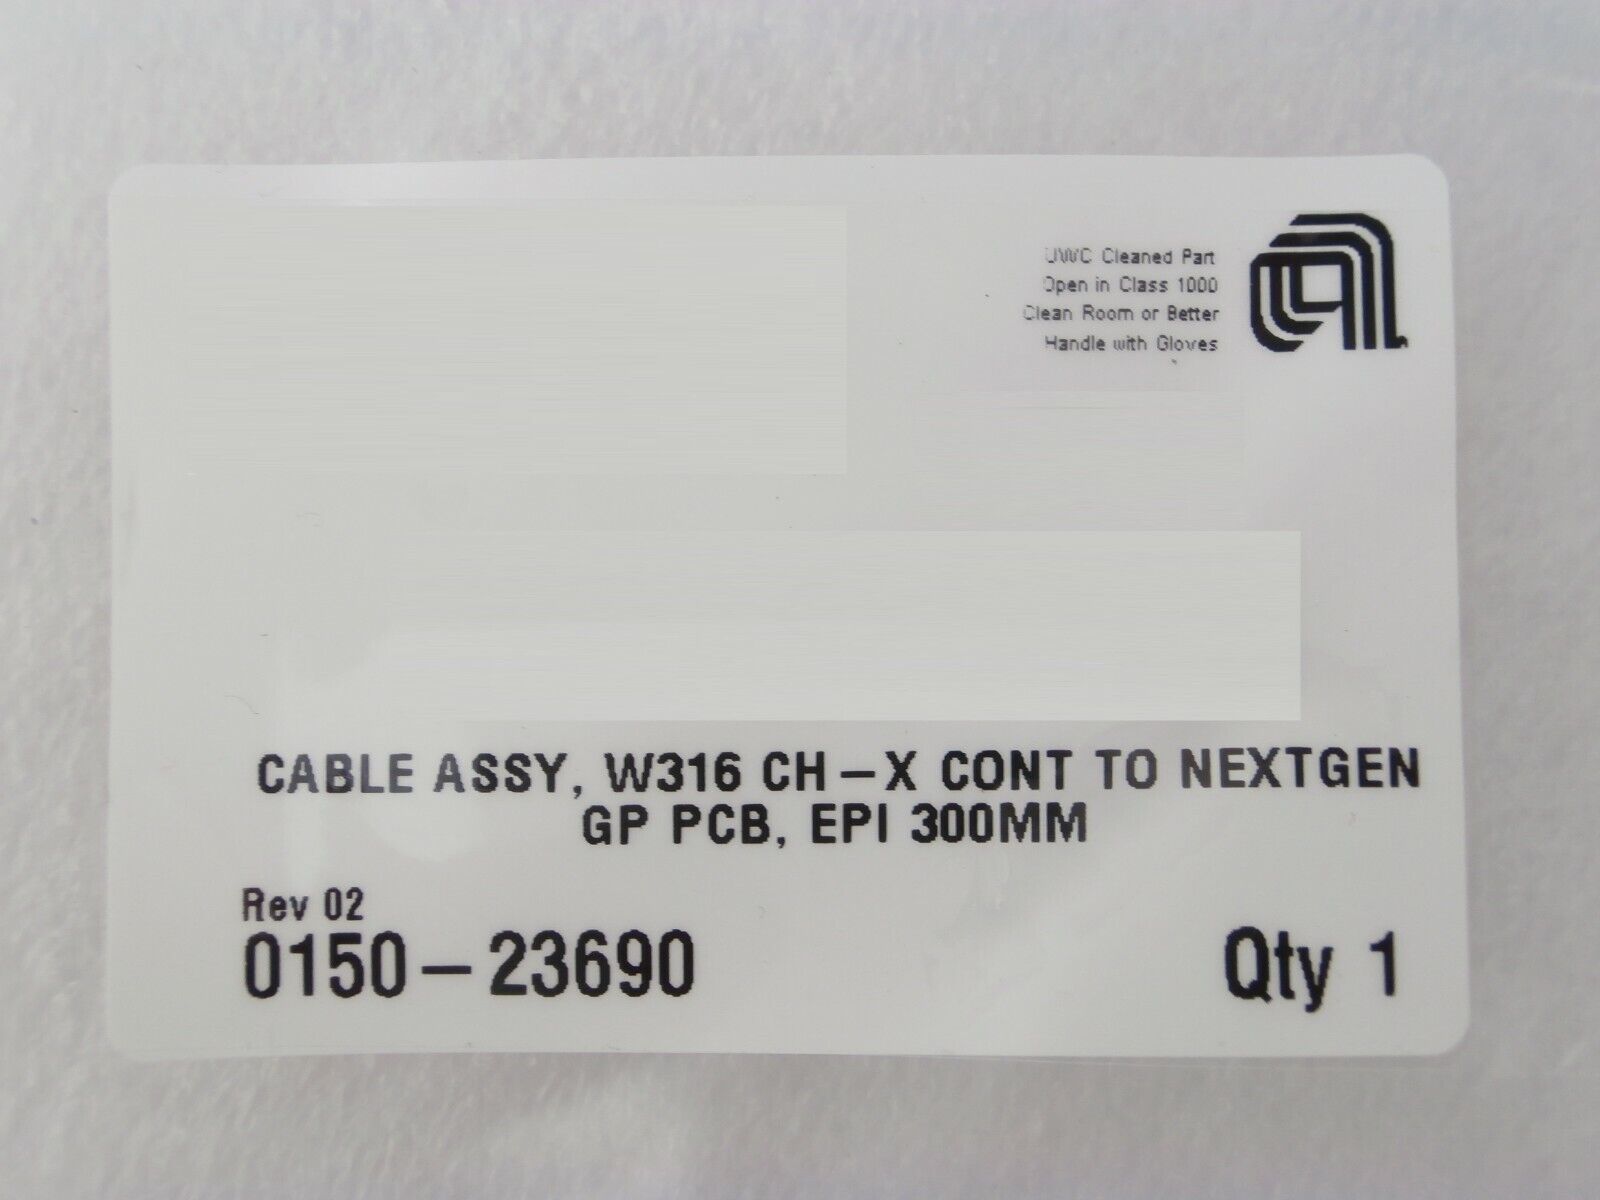 UWC Cleaned Part
Open in Class 1000
Clean Room or Better
Handle with Gloves
CABLE ASSY, W316 CH-X CONT TO NEXTGEN
GP PCB, EPI 300MM
Rev 02
0150-23690
Qty 1